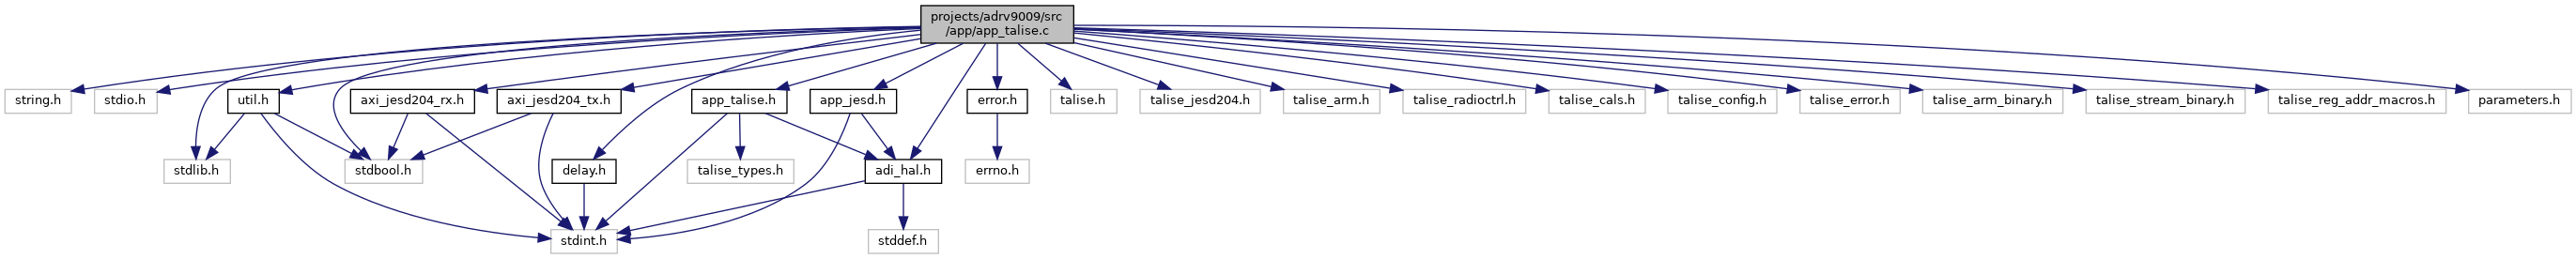 projects/adrv9009/src
/app/app_talise.c
string.h
stdio.h
util.h
axi_jesd204_rx.h
axi_jesd204_tx.h
app_talise.h
app_jesd.h
error.h
talise.h
talise_jesd204.h
talise_arm.h
talise_radioctrl.h
talise_cals.h
talise_config.h
talise_error.h
talise_arm_binary.h
talise_stream_binary.h
talise_reg_addr_macros.h
parameters.h
stdlib.h
stdbool.h
delay.h
talise_types.h
adi_hal.h
errno.h
stdint.h
stddef.h